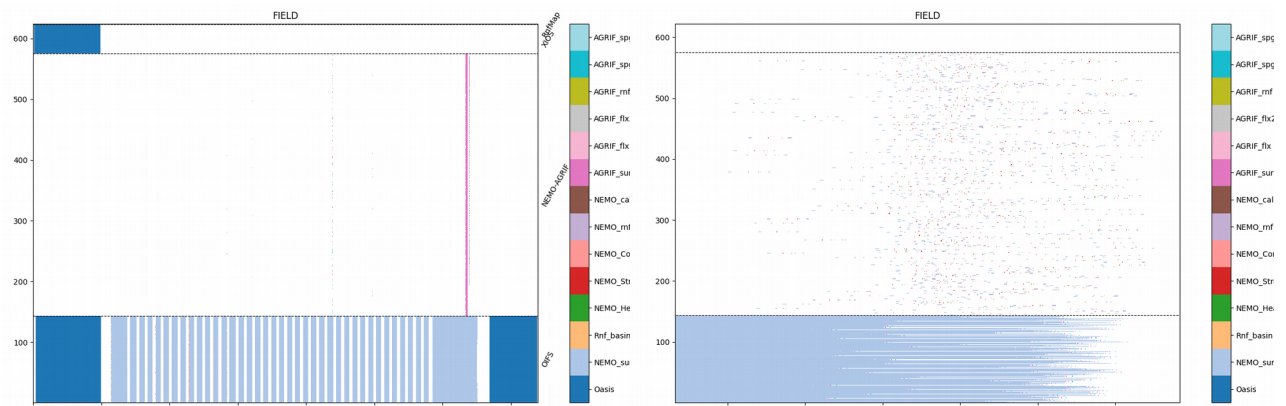 FIELD
600
500
400
300
200
100
XIOS
NEMO-AGRIF
OIFS
AGRIF_spg
AGRIF_spg
AGRIF_rnf
AGRIF_flx
AGRIF_flx
AGRIF_sur
NEMO_cal
NEMO_rnf
NEMO_Co
NEMO_Str
NEMO_He
Rnf_basin
NEMO_sur
Oasis
FIELD
600
500
400
300
200
100
AGRIF_spg
AGRIF_spg
AGRIF_rnf
AGRIF_flx2
AGRIF_flx
AGRIF_sur
NEMO_cal
NEMO_rnf
NEMO_Con
NEMO_Str
NEMO_Hea
Rnf_basin
NEMO_sur
Oasis